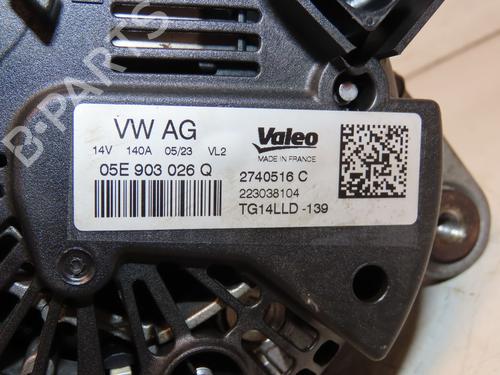 B-PARTS
VW AG
14V 140A 05/23 VL2
05E 903 026 Q
Valeo
MADE IN FRANCE
2740516 C
223038104
TG14LLD -139